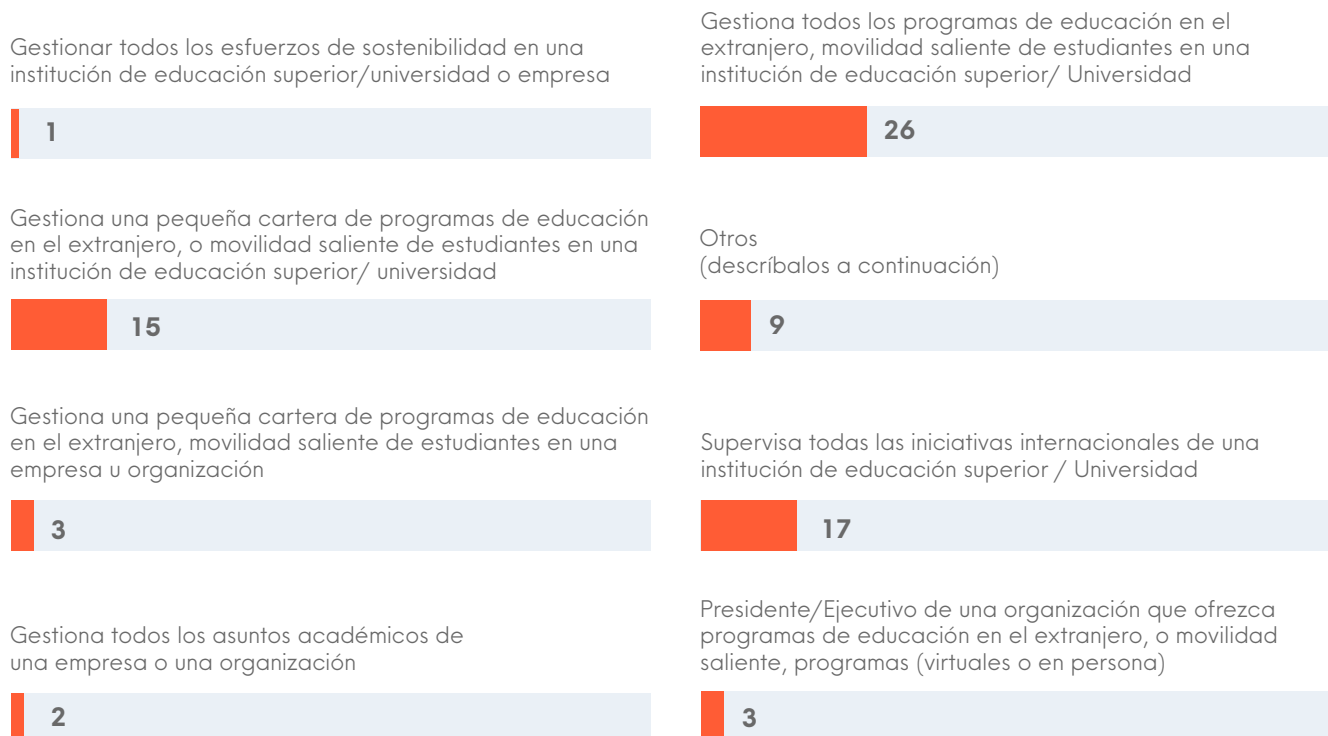 Gestionar todos los esfuerzos de sostenibilidad en una
institución de educación superior/universidad o empresa
1
Gestiona una pequeña cartera de programas de educación
en el extranjero, o movilidad saliente de estudiantes en una
institución de educación superior/ universidad
15
Gestiona una pequeña cartera de programas de educación
en el extranjero, movilidad saliente de estudiantes en una
empresa u organización
3
Gestiona todos los asuntos académicos de
una empresa o una organización
2
Gestiona todos los programas de educación en el
extranjero, movilidad saliente de estudiantes en una
institución de educación superior/ Universidad
26
Otros
(descríbalos a continuación)
9
Supervisa todas las iniciativas internacionales de una
institución de educación superior / Universidad
17
Presidente/Ejecutivo de una organización que ofrezca
programas de educación en el extranjero, o movilidad
saliente, programas (virtuales o en persona)
3